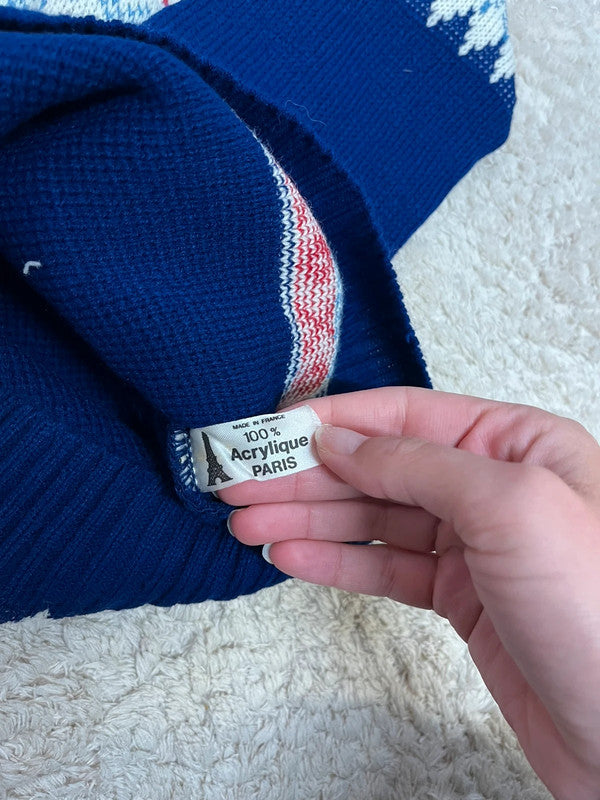 MADE IN FRANCE
100 %
Acrylique
PARIS